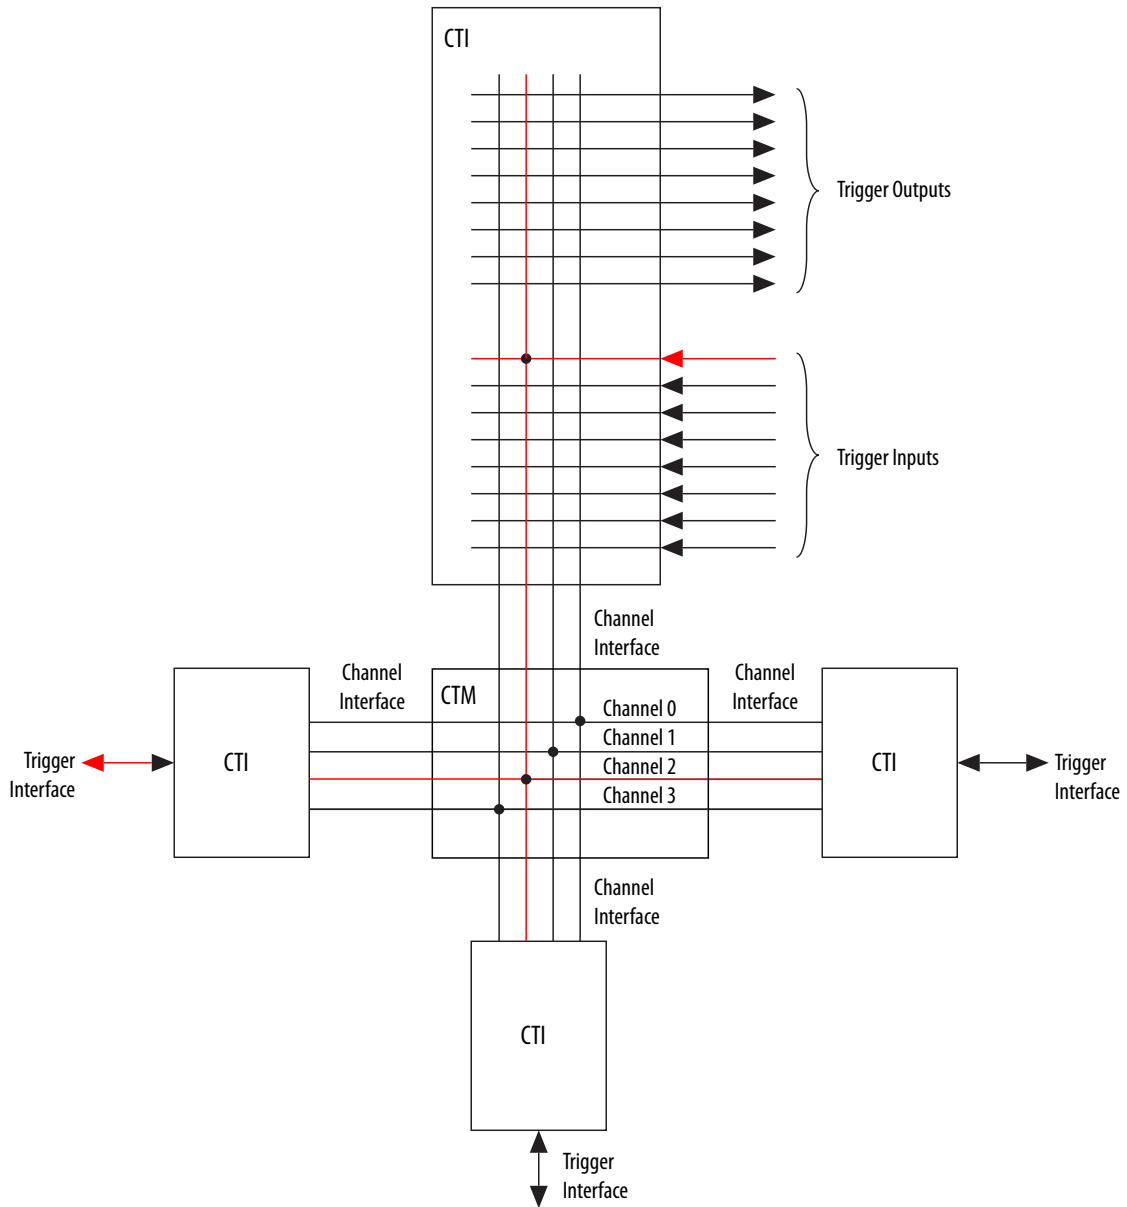 CTI
Trigger Outputs
Trigger Inputs
Channel
Interface
Channel
Interface
CTM
Channel 0
Channel 1
Channel 2
Channel 3
Channel
Interface
Trigger
Interface
CTI
CTI
Trigger
Interface
Channel
Interface
CTI
Trigger
Interface